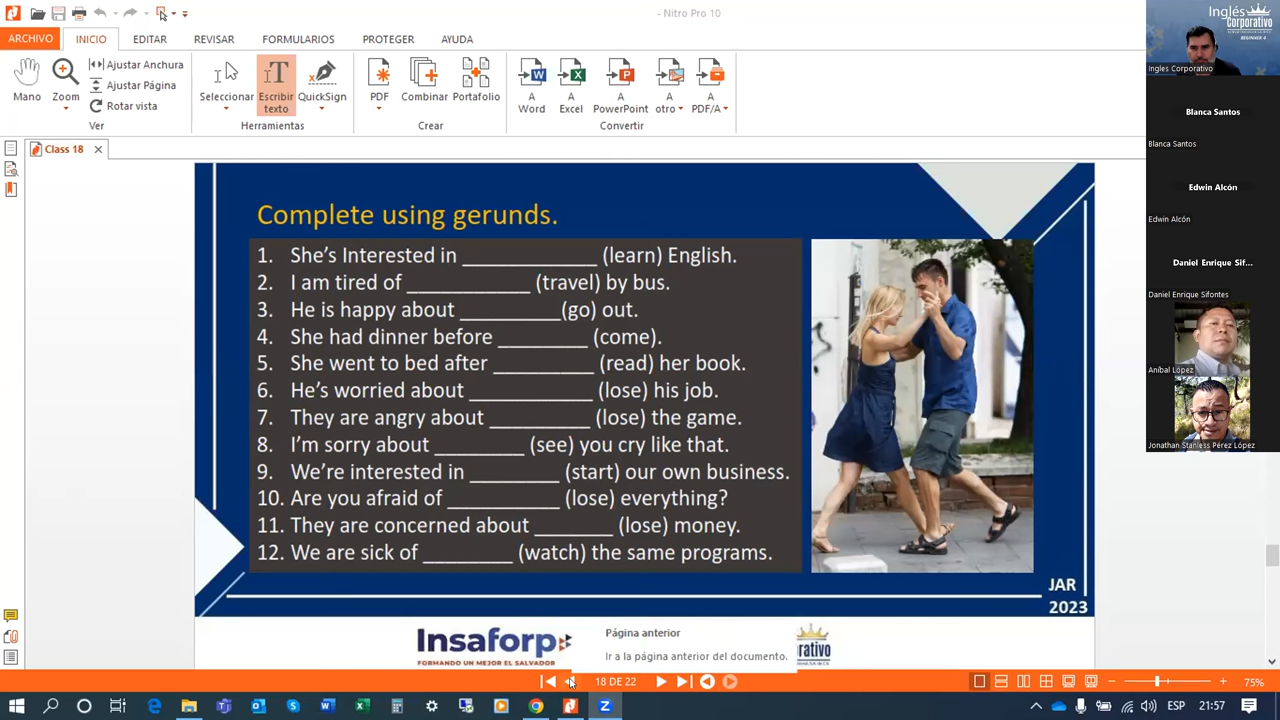 - Nitro Pro 10
ARCHIVO
INICIO
EDITAR
REVISAR
FORMULARIOS
PROTEGER
AYUDA
Mano
Zoom
Ajustar Anchura
Ajustar Página
Rotar vista
Ver
Seleccionar
Escribir texto
QuickSign
Herramientas
PDF
Combinar
Portafolio
Crear
A Word
A Excel
A PowerPoint
A otro
A PDF/A
Convertir
Class 18
Complete using gerunds.
1. She's Interested in ____________ (learn) English.
2. I am tired of ___________ (travel) by bus.
3. He is happy about _________(go) out.
4. She had dinner before ________ (come).
5. She went to bed after _________ (read) her book.
6. He's worried about ___________ (lose) his job.
7. They are angry about _________ (lose) the game.
8. I'm sorry about ________ (see) you cry like that.
9. We're interested in ________ (start) our own business.
10. Are you afraid of __________ (lose) everything?
11. They are concerned about _______ (lose) money.
12. We are sick of ________ (watch) the same programs.
JAR
2023
Insaforp
FORMANDO UN MEJOR EL SALVADOR
Página anterior
Ir a la página anterior del documento.
orativo
18 DE 22
75%
Inglés
Corporativo
BEGINNER 4
Ingles Corporativo
Blanca Santos
Blanca Santos
Edwin Alcón
Edwin Alcón
Daniel Enrique Sif...
Daniel Enrique Sifontes
Aníbal López
Jonathan Stanless Pérez López
ESP
21:57